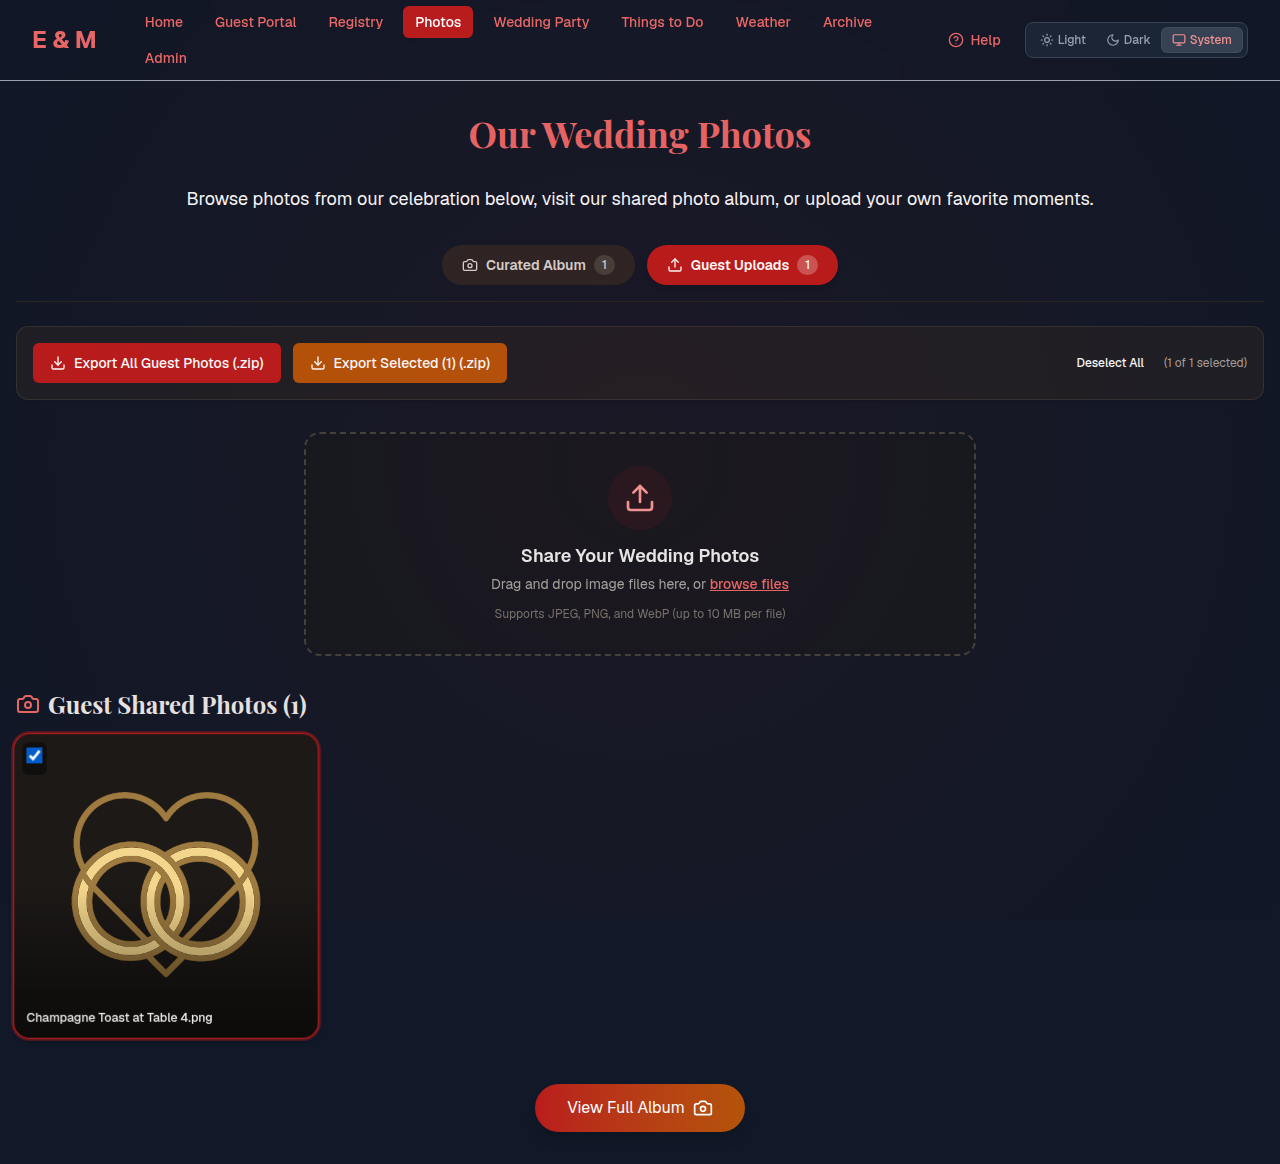 E & M
Home
Guest Portal
Registry
Photos
Wedding Party
Things to Do
Weather
Archive
Admin
Help
Light
Dark
System
Our Wedding Photos
Browse photos from our celebration below, visit our shared photo album, or upload your own favorite moments.
Curated Album 1
Guest Uploads 1
Export All Guest Photos (.zip)
Export Selected (1) (.zip)
Deselect All
(1 of 1 selected)
Share Your Wedding Photos
Drag and drop image files here, or browse files
Supports JPEG, PNG, and WebP (up to 10 MB per file)
Guest Shared Photos (1)
Champagne Toast at Table 4.png
View Full Album